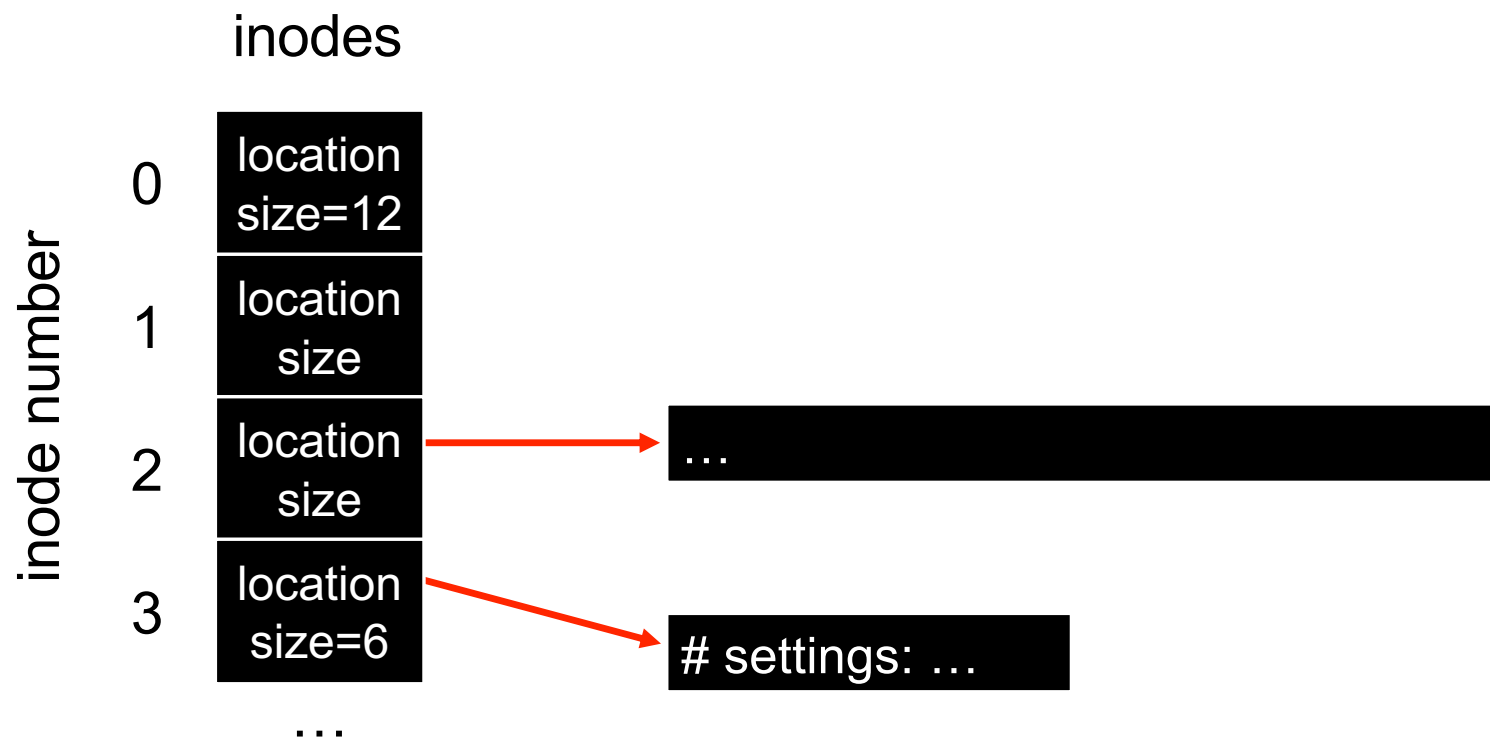 inodes
inode number
0
location
size=12
1
location
size
2
location
size
…
3
location
size=6
# settings: …
…